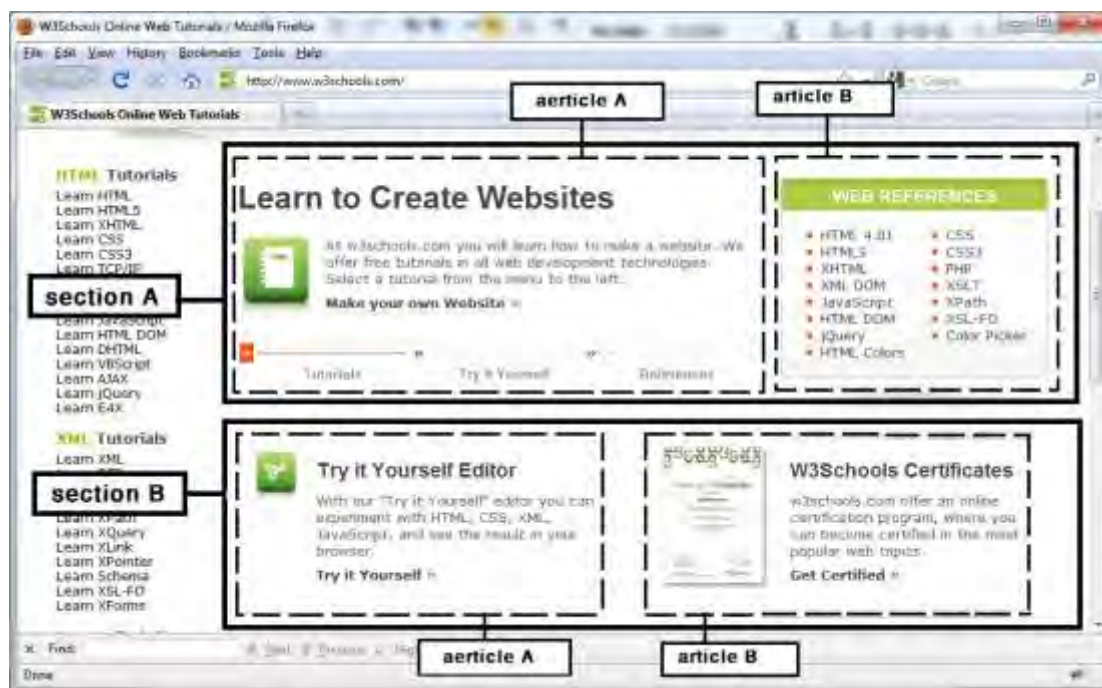 W3Schools Online Web Tutorials - Mozilla Firefox
File Edit View History Bookmarks Tools Help
http://www.w3schools.com/
W3Schools Online Web Tutorials
aerticle A
article B
HTML Tutorials
Learn HTML
Learn HTML5
Learn XHTML
Learn CSS
Learn CSS3
Learn TCP/IP
section A
Learn JavaScript
Learn HTML DOM
Learn DHTML
Learn VBScript
Learn AJAX
Learn jQuery
Learn E4X
XML Tutorials
Learn XML
section B
Learn XPath
Learn XQuery
Learn XLink
Learn XPointer
Learn Schema
Learn XSL-FO
Learn XForms
Learn to Create Websites
At w3schools.com you will learn how to make a website. We
offer free tutorials in all web development technologies.
Select a tutorial from the menu to the left.
Make your own Website »
Tutorials Try it Yourself References
WEB REFERENCES
HTML 4.01
HTML5
XHTML
XML DOM
JavaScript
HTML DOM
jQuery
HTML Colors
CSS
CSS3
PHP
XSLT
XPath
XSL-FO
Color Picker
Try it Yourself Editor
With our "Try it Yourself" editor you can
experiment with HTML, CSS, XML,
JavaScript, and see the result in your
browser.
Try it Yourself »
W3Schools Certificates
w3schools.com offer an online
certification program, where you
can become certified in the most
popular web topics.
Get Certified »
aerticle A
article B
x Find:
Done